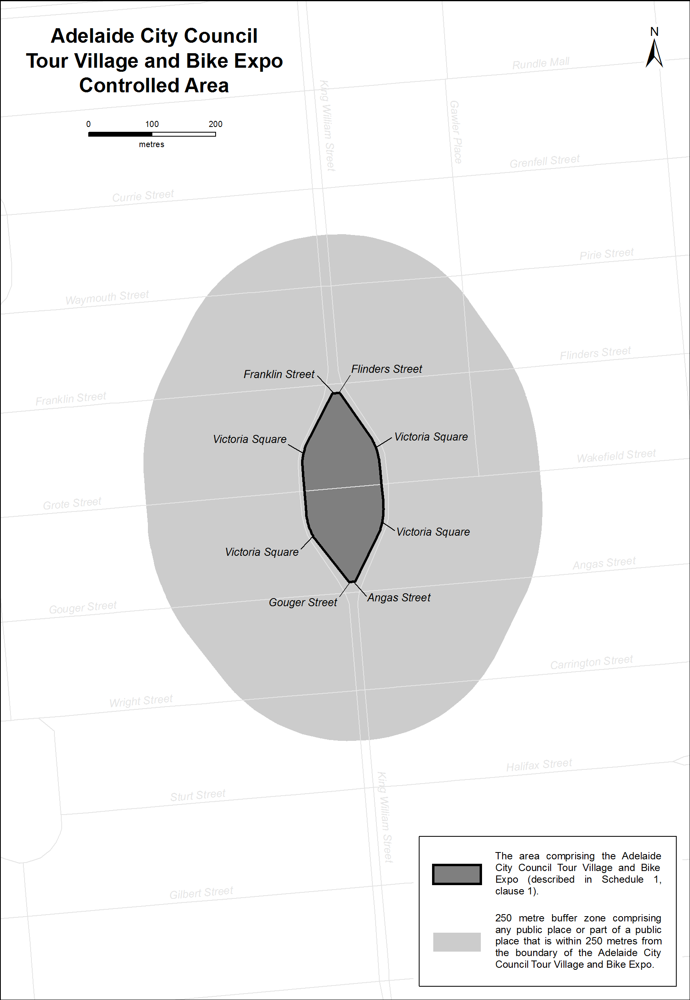 Adelaide City Council
Tour Village and Bike Expo
Controlled Area
N
0 100 200
metres
Rundle Mall
King William Street
Gawler Place
Grenfell Street
Currie Street
Pirie Street
Waymouth Street
Flinders Street
Franklin Street
Flinders Street
Franklin Street
Victoria Square
Victoria Square
Wakefield Street
Grote Street
Victoria Square
Victoria Square
Angas Street
Gouger Street
Angas Street
Gouger Street
Carrington Street
Wright Street
Halifax Street
King William Street
Sturt Street
Gilbert Street
The area comprising the Adelaide
City Council Tour Village and Bike
Expo (described in Schedule 1,
clause 1).
250 metre buffer zone comprising
any public place or part of a public
place that is within 250 metres from
the boundary of the Adelaide City
Council Tour Village and Bike Expo.